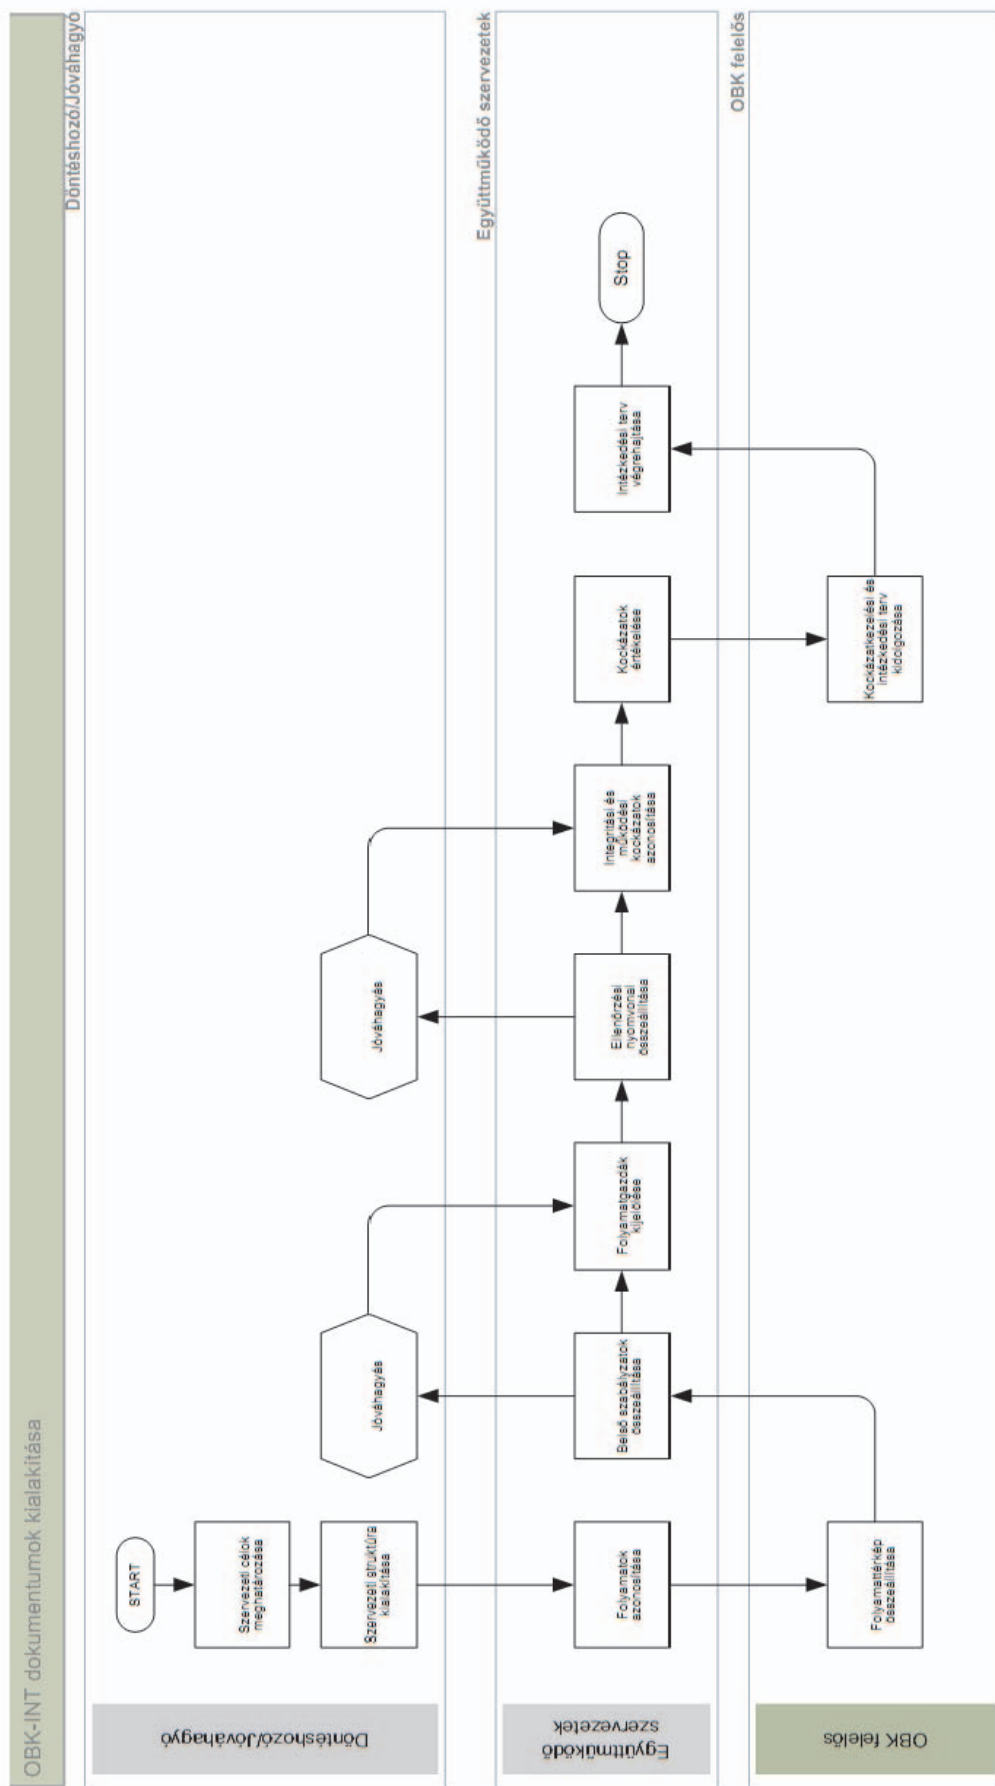 OBK-INT dokumentumok kialakítása
Döntéshozó/Jóváhagyó
Döntéshozó/Jóváhagyó
START
Szervezeti célok
meghatározása
Szervezeti struktúra
kialakítása
Jóváhagyás
Jóváhagyás
Együttműködő szervezetek
Együttműködő
szervezetek
Folyamatok
azonosítása
Belső szabályzatok
összeállítása
Folyamatgazdák
kijelölése
Ellenőrzési
nyomvonal
összeállítása
Integritási és
működési
kockázatok
azonosítása
Kockázatok
értékelése
Intézkedési terv
végrehajtása
Stop
OBK felelős
OBK felelős
Folyamattérkép
összeállítása
Kockázatkezelési és
intézkedési terv
kidolgozása